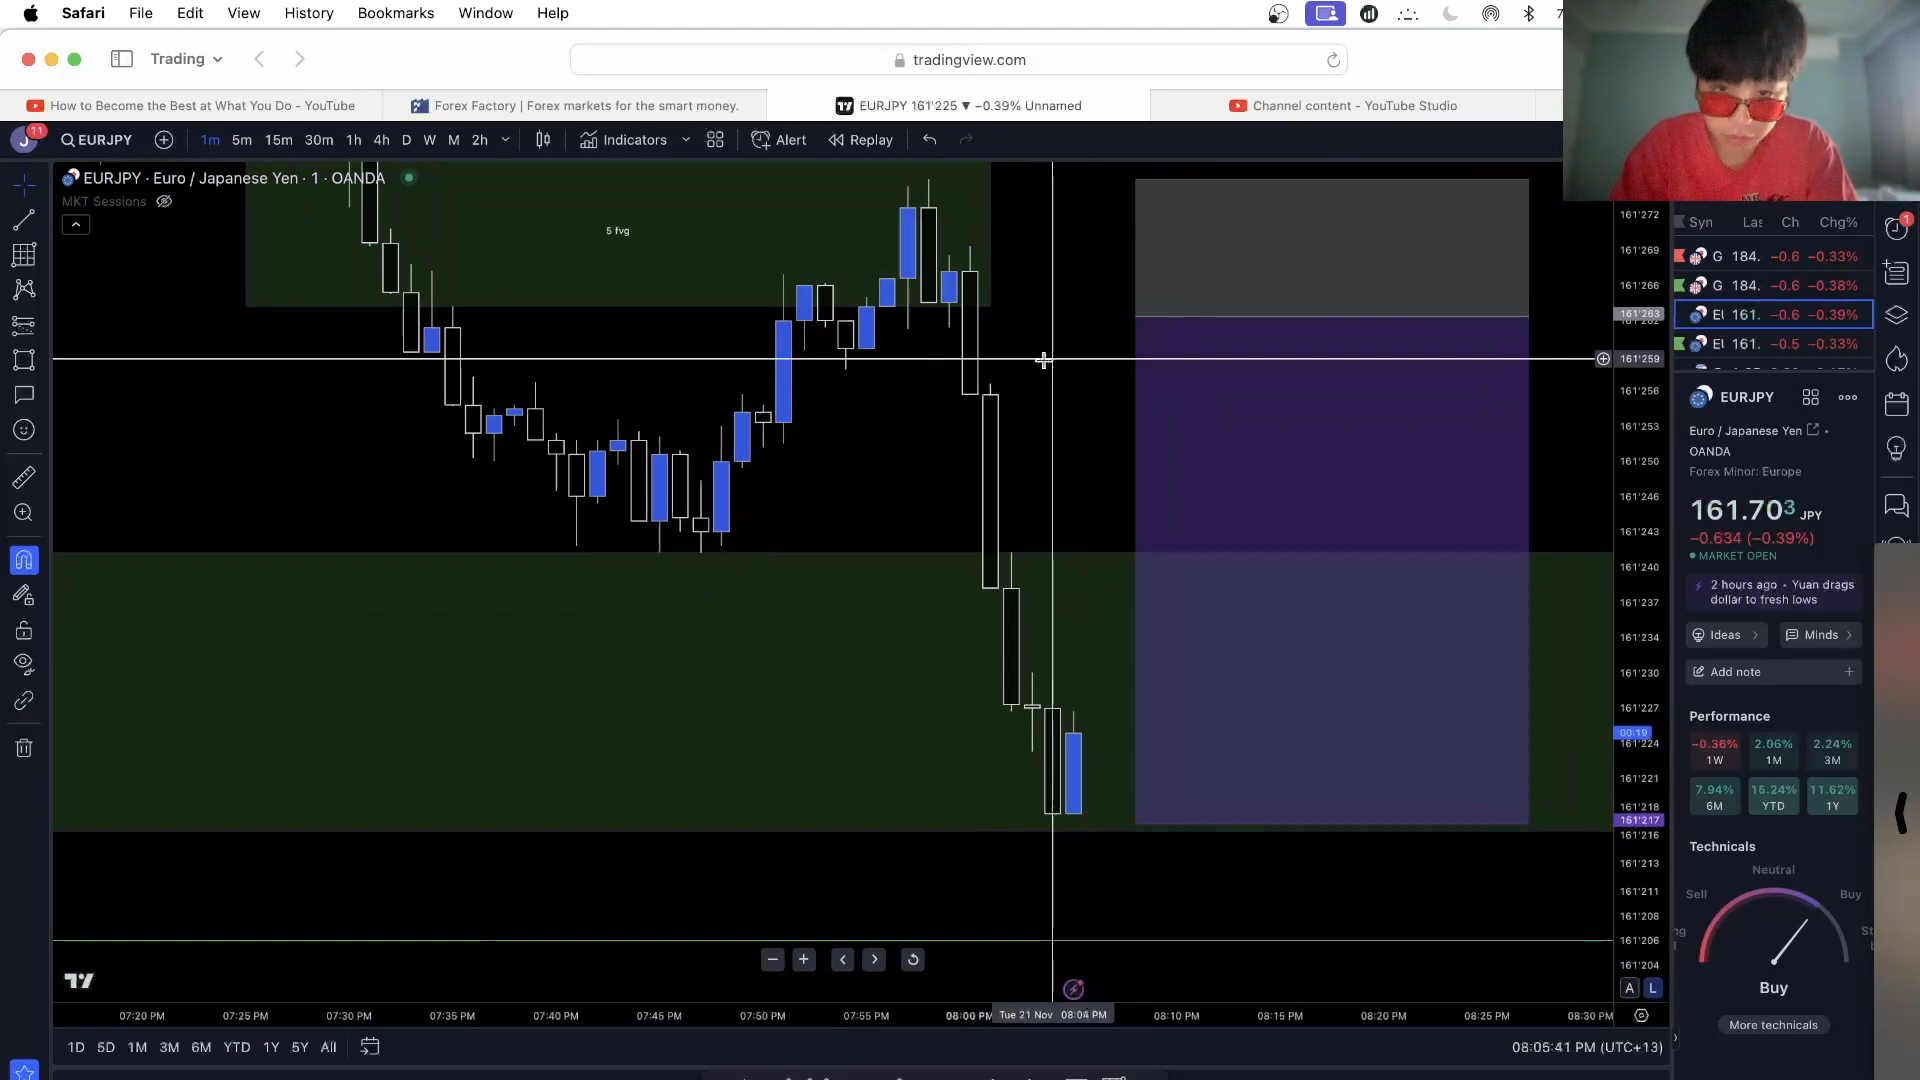 Safari File Edit View History Bookmarks Window Help
Trading
tradingview.com
How to Become the Best at What You Do - YouTube
Forex Factory | Forex markets for the smart money.
EURJPY 161'225 ▼ −0.39% Unnamed
Channel content - YouTube Studio
J 11 EURJPY 1m 5m 15m 30m 1h 4h D W M 2h Indicators Alert Replay
EURJPY · Euro / Japanese Yen · 1 · OANDA
MKT Sessions
5 fvg
161'272
161'269
161'266
161'263
161'259
161'256
161'253
161'250
161'246
161'243
161'240
161'237
161'234
161'230
161'227
00:19
161'224
161'221
161'218
161'217
161'216
161'213
161'211
161'208
161'206
161'204
A L
07:20 PM 07:25 PM 07:30 PM 07:35 PM 07:40 PM 07:45 PM 07:50 PM 07:55 PM 08:00 PM Tue 21 Nov 08:04 PM 08:10 PM 08:15 PM 08:20 PM 08:25 PM 08:30 PM
1D 5D 1M 3M 6M YTD 1Y 5Y All
08:05:41 PM (UTC+13)
Syn Las Ch Chg%
G 184. −0.6 −0.33%
G 184. −0.6 −0.38%
EU 161. −0.6 −0.39%
EU 161. −0.5 −0.33%
1
EURJPY
Euro / Japanese Yen
OANDA
Forex Minor: Europe
161.703 JPY
−0.634 (−0.39%)
MARKET OPEN
2 hours ago · Yuan drags
dollar to fresh lows
Ideas Minds
Add note
Performance
−0.36% 2.06% 2.24%
1W 1M 3M
7.94% 15.24% 11.62%
6M YTD 1Y
Technicals
Neutral
Sell Buy
Buy
More technicals